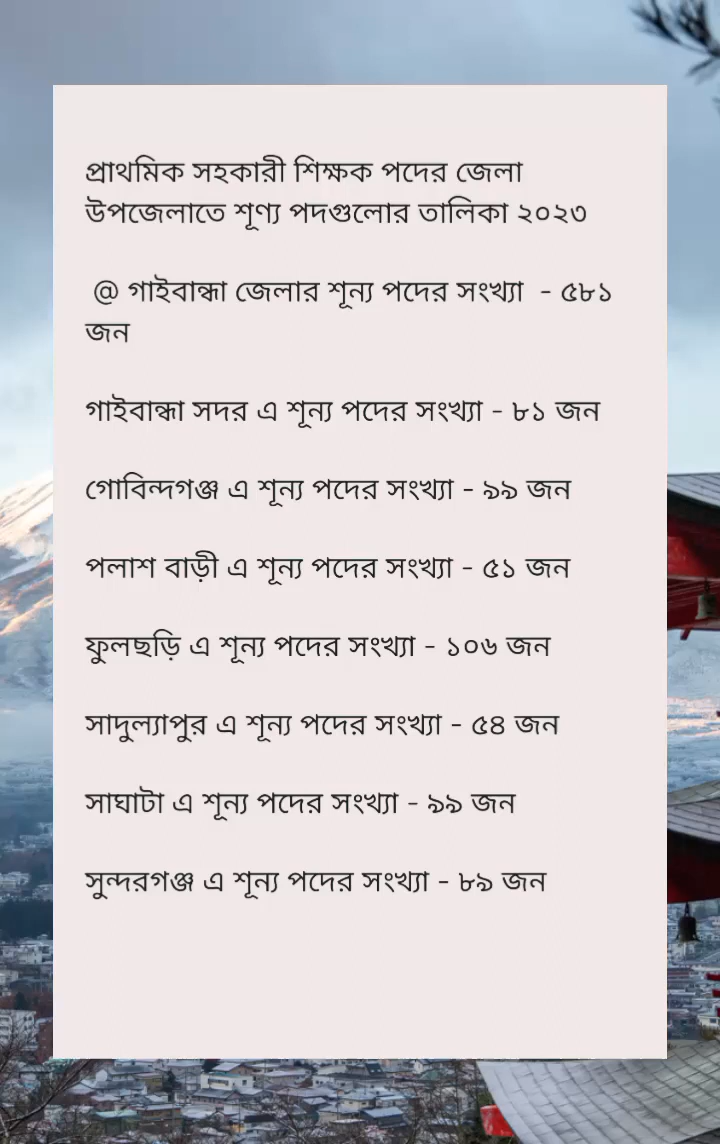 প্রাথমিক সহকারী শিক্ষক পদের জেলা
উপজেলাতে শূণ্য পদগুলোর তালিকা ২০২৩
@ গাইবান্ধা জেলার শূন্য পদের সংখ্যা - ৫৮১
জন
গাইবান্ধা সদর এ শূন্য পদের সংখ্যা - ৮১ জন
গোবিন্দগঞ্জ এ শূন্য পদের সংখ্যা - ৯৯ জন
পলাশ বাড়ী এ শূন্য পদের সংখ্যা - ৫১ জন
ফুলছড়ি এ শূন্য পদের সংখ্যা - ১০৬ জন
সাদুল্যাপুর এ শূন্য পদের সংখ্যা - ৫৪ জন
সাঘাটা এ শূন্য পদের সংখ্যা - ৯৯ জন
সুন্দরগঞ্জ এ শূন্য পদের সংখ্যা - ৮৯ জন